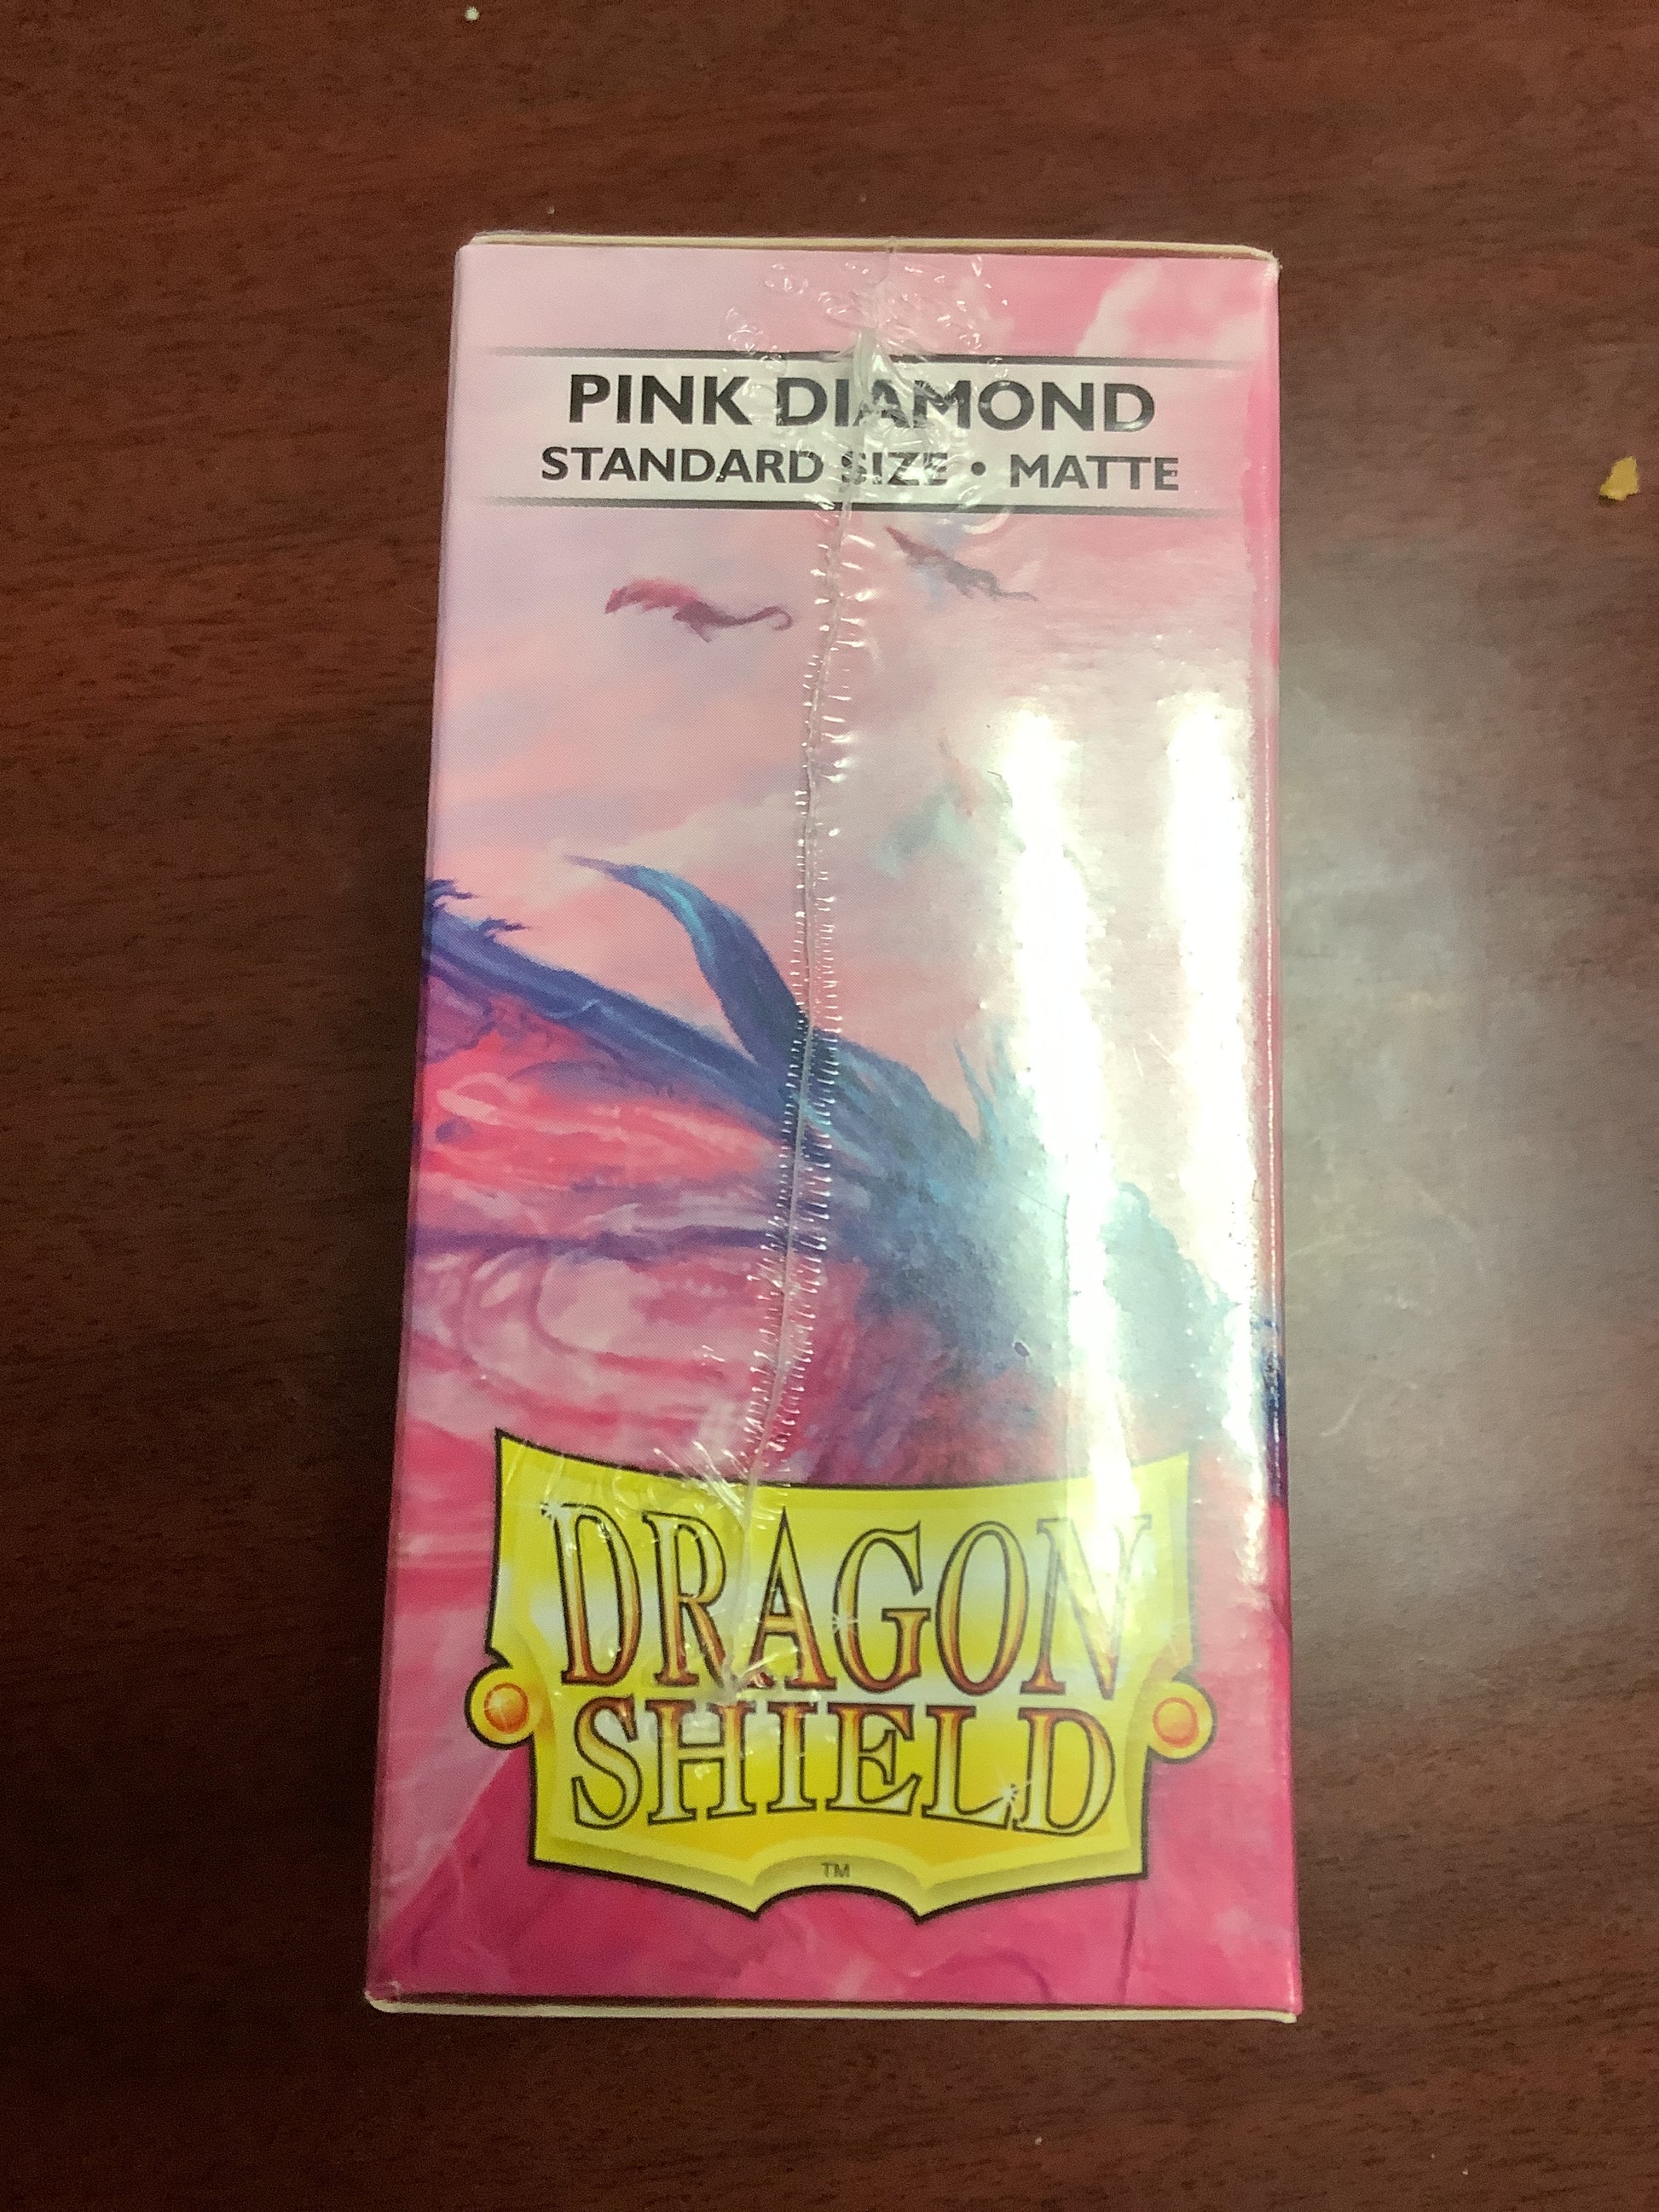 PINK DIAMOND
STANDARD SIZE • MATTE
DRAGON
SHIELD
TM